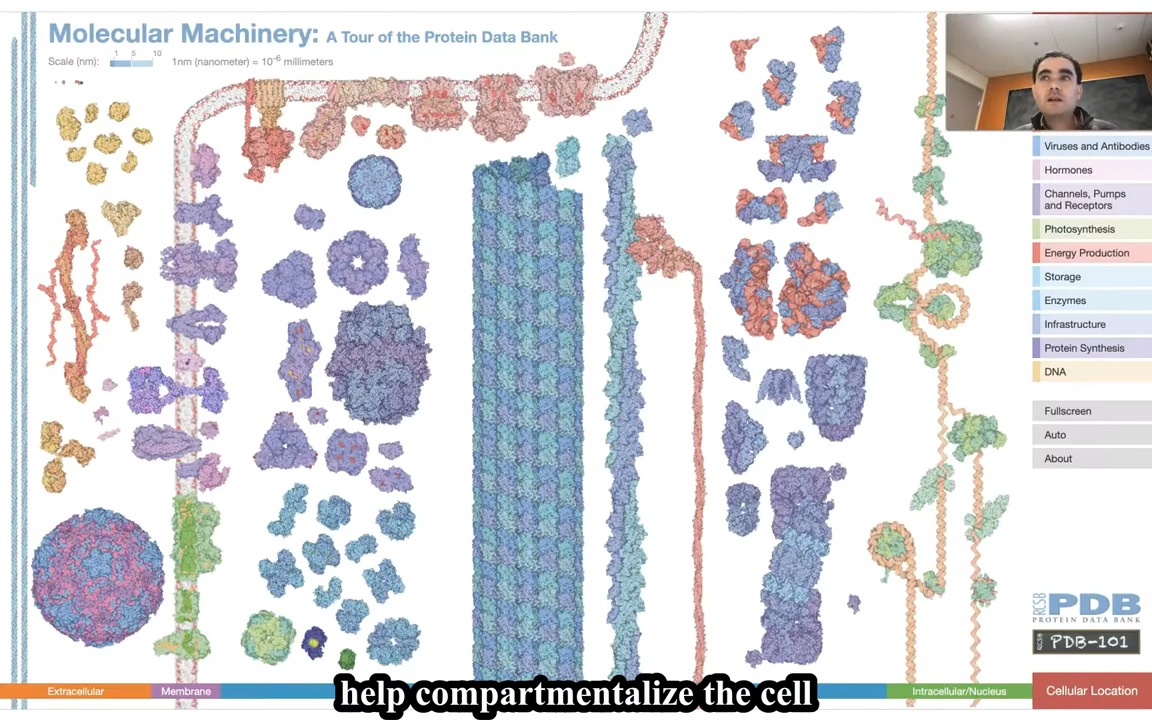 Molecular Machinery: A Tour of the Protein Data Bank
Scale (nm): 1 5 10 1nm (nanometer) = 10-6 millimeters
Viruses and Antibodies
Hormones
Channels, Pumps
and Receptors
Photosynthesis
Energy Production
Storage
Enzymes
Infrastructure
Protein Synthesis
DNA
Fullscreen
Auto
About
RCSB PDB
PROTEIN DATA BANK
RCSB PDB-101
Extracellular
Membrane
Intracellular/Nucleus
Cellular Location
help compartmentalize the cell